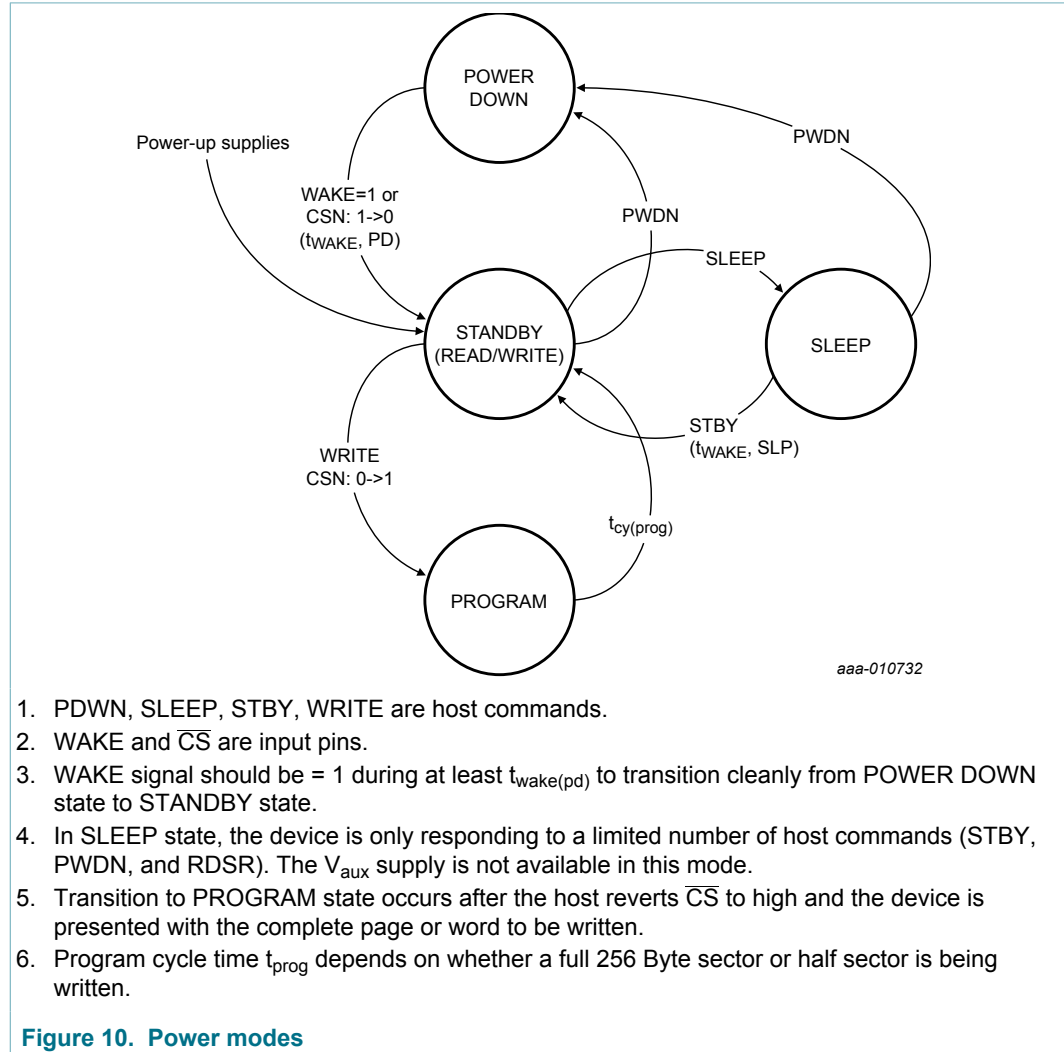 POWER
DOWN
PWDN
Power-up supplies
WAKE=1 or
CSN: 1->0
(tWAKE, PD)
PWDN
SLEEP
STANDBY
(READ/WRITE)
SLEEP
STBY
(tWAKE, SLP)
WRITE
CSN: 0->1
tcy(prog)
PROGRAM
aaa-010732
1. PDWN, SLEEP, STBY, WRITE are host commands.
2. WAKE and C̅S̅ are input pins.
3. WAKE signal should be = 1 during at least twake(pd) to transition cleanly from POWER DOWN
state to STANDBY state.
4. In SLEEP state, the device is only responding to a limited number of host commands (STBY,
PWDN, and RDSR). The Vaux supply is not available in this mode.
5. Transition to PROGRAM state occurs after the host reverts C̅S̅ to high and the device is
presented with the complete page or word to be written.
6. Program cycle time tprog depends on whether a full 256 Byte sector or half sector is being
written.
Figure 10. Power modes